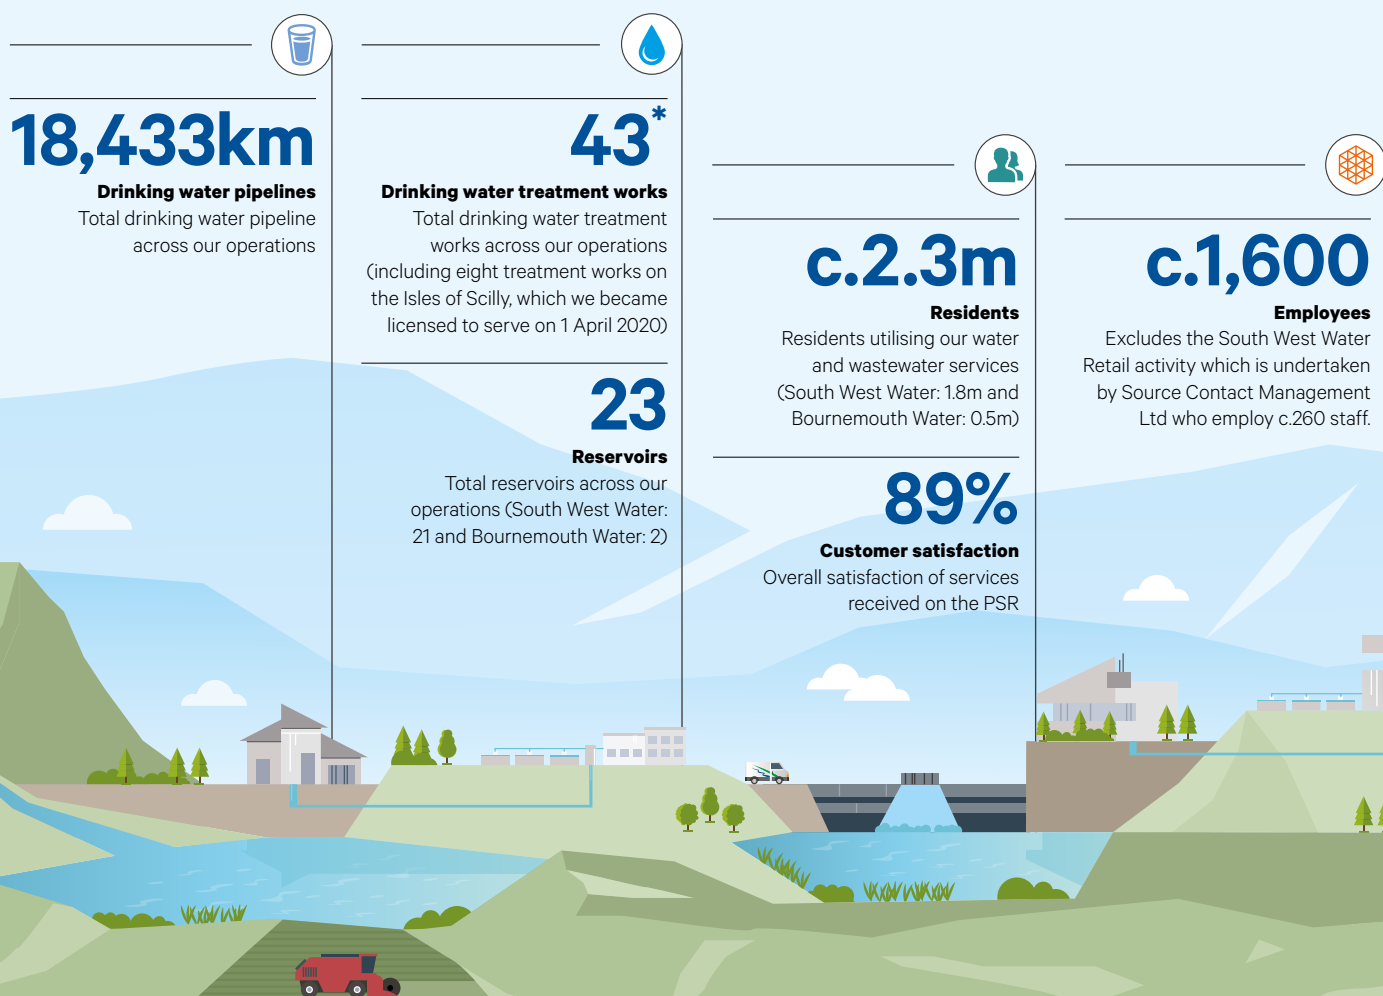 18,433km
Drinking water pipelines
Total drinking water pipeline
across our operations
43*
Drinking water treatment works
Total drinking water treatment
works across our operations
(including eight treatment works on
the Isles of Scilly, which we became
licensed to serve on 1 April 2020)
23
Reservoirs
Total reservoirs across our
operations (South West Water:
21 and Bournemouth Water: 2)
c.2.3m
Residents
Residents utilising our water
and wastewater services
(South West Water: 1.8m and
Bournemouth Water: 0.5m)
89%
Customer satisfaction
Overall satisfaction of services
received on the PSR
c.1,600
Employees
Excludes the South West Water
Retail activity which is undertaken
by Source Contact Management
Ltd who employ c.260 staff.